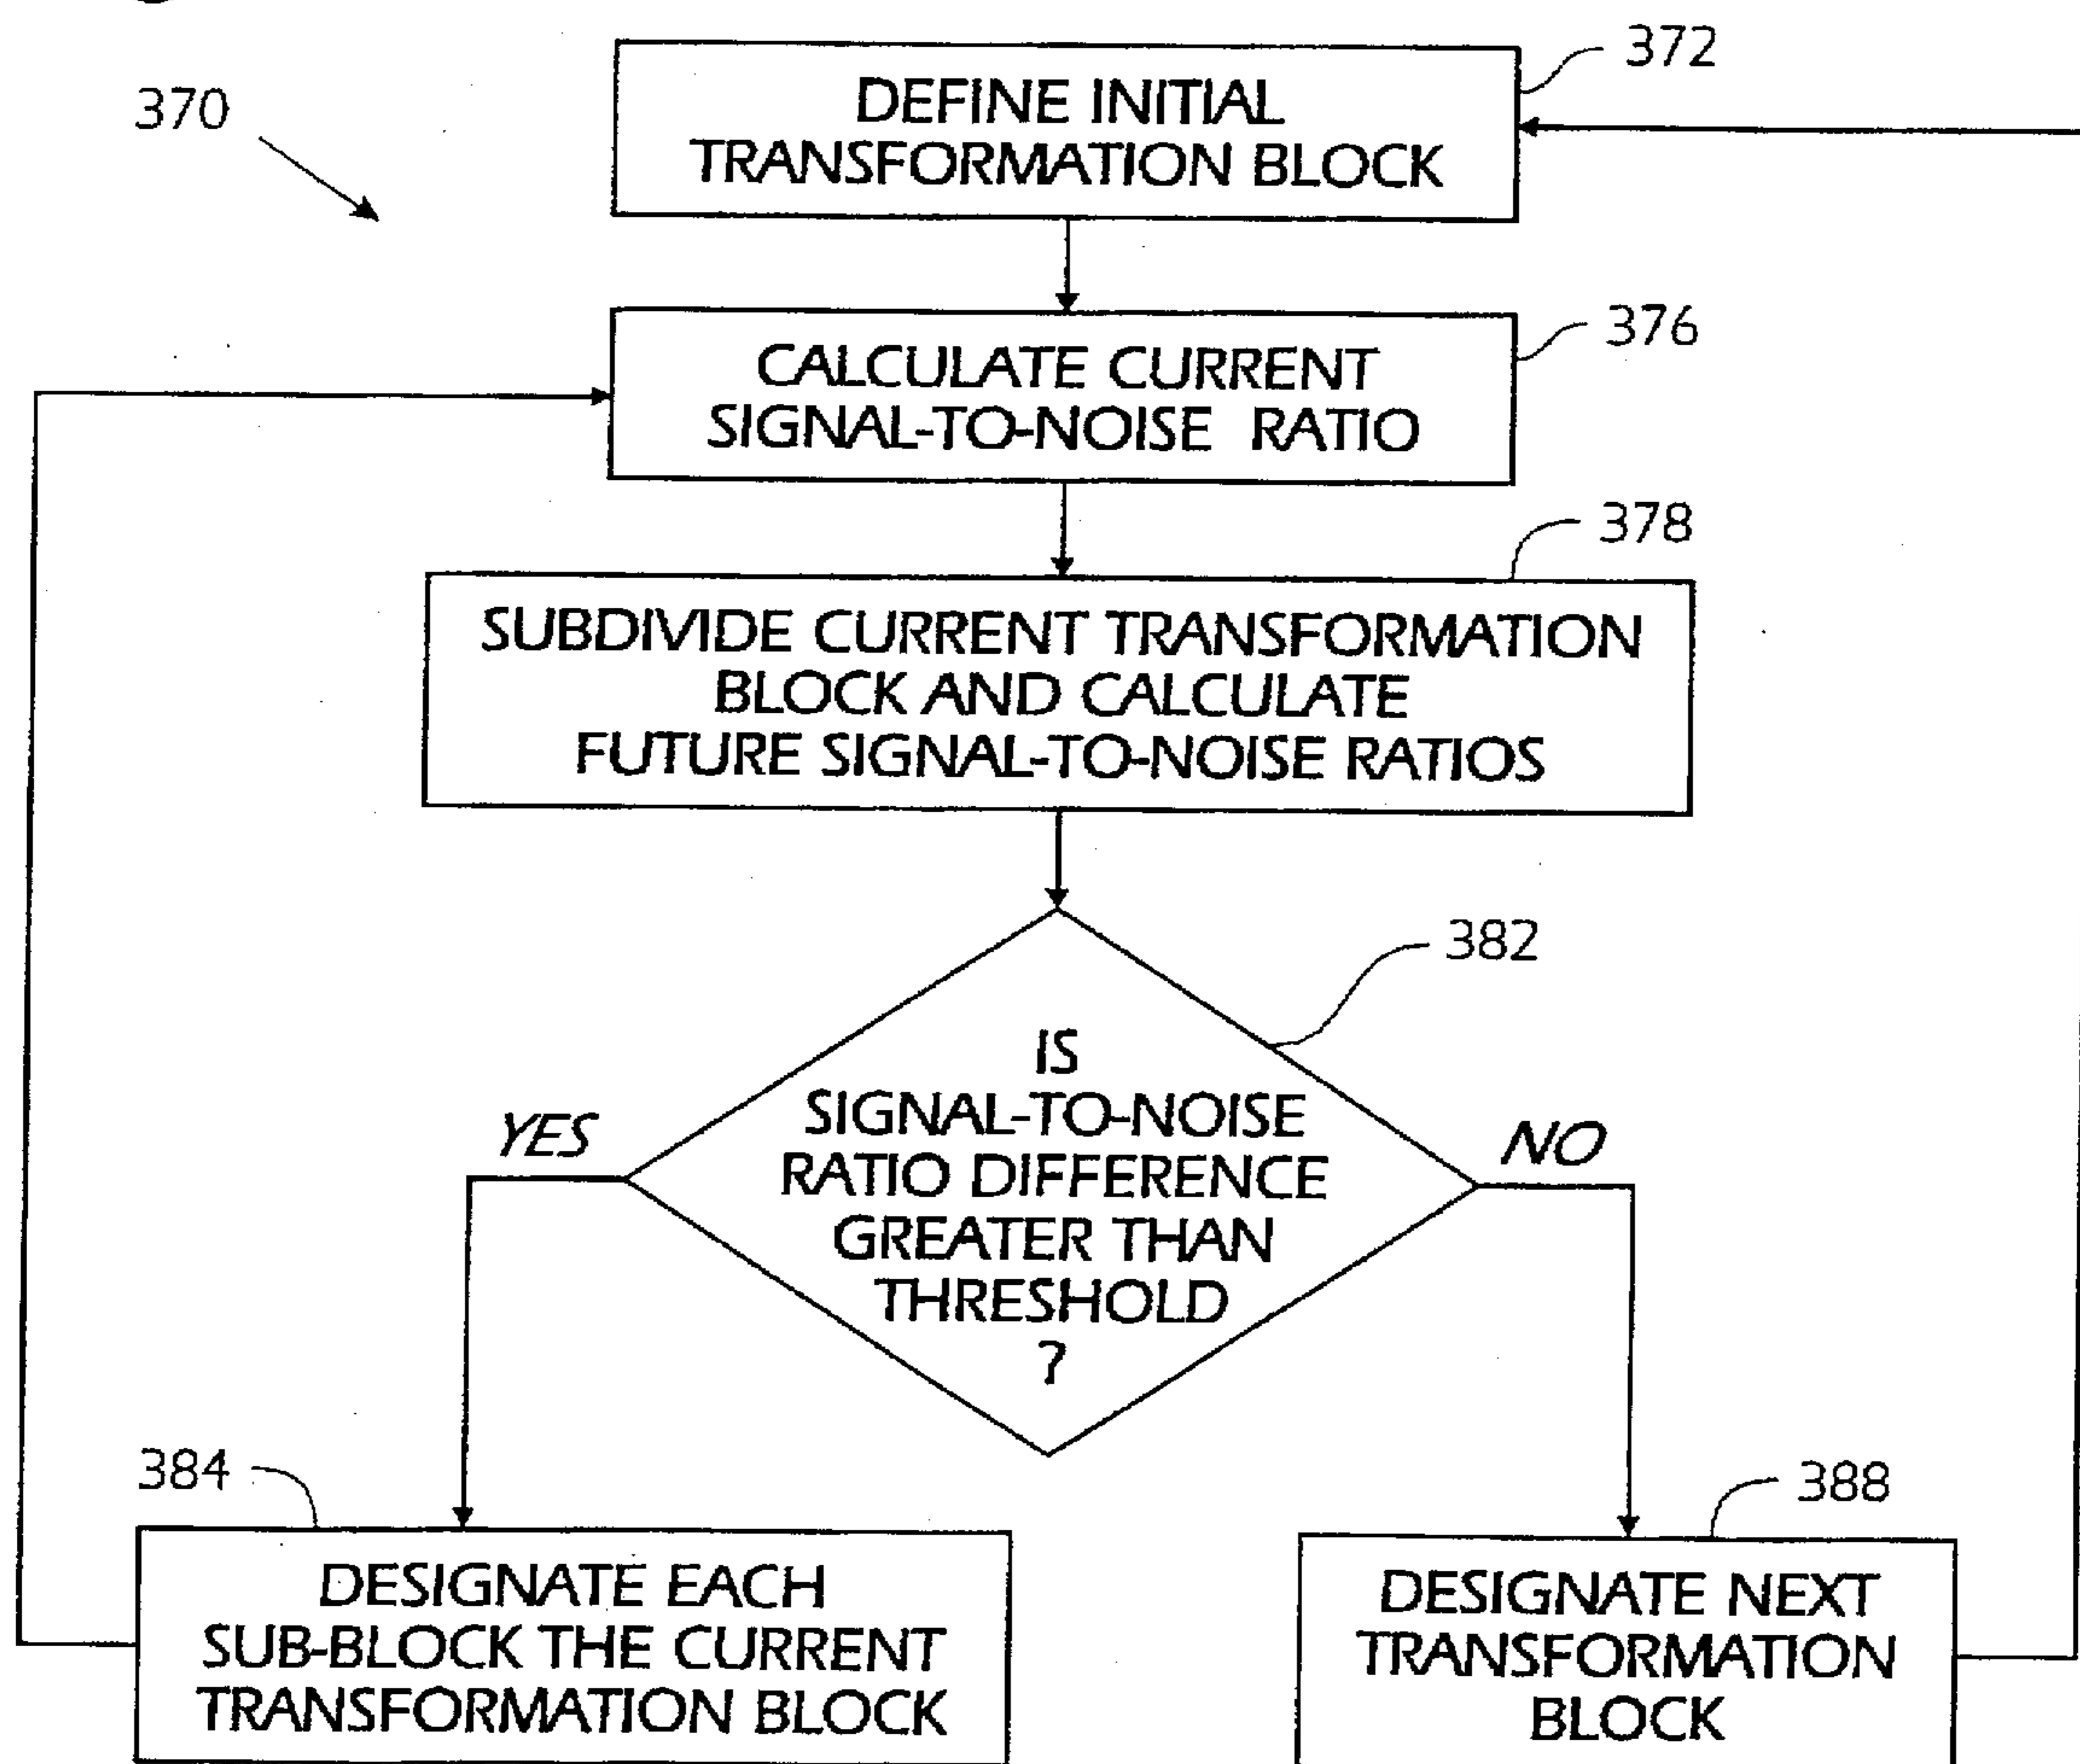 372
370
DEFINE INITIAL
TRANSFORMATION BLOCK
376
CALCULATE CURRENT
SIGNAL-TO-NOISE RATIO
378
SUBDIVIDE CURRENT TRANSFORMATION
BLOCK AND CALCULATE
FUTURE SIGNAL-TO-NOISE RATIOS
382
IS
SIGNAL-TO-NOISE
RATIO DIFFERENCE
GREATER THAN
THRESHOLD
?
YES
NO
384
DESIGNATE EACH
SUB-BLOCK THE CURRENT
TRANSFORMATION BLOCK
388
DESIGNATE NEXT
TRANSFORMATION
BLOCK